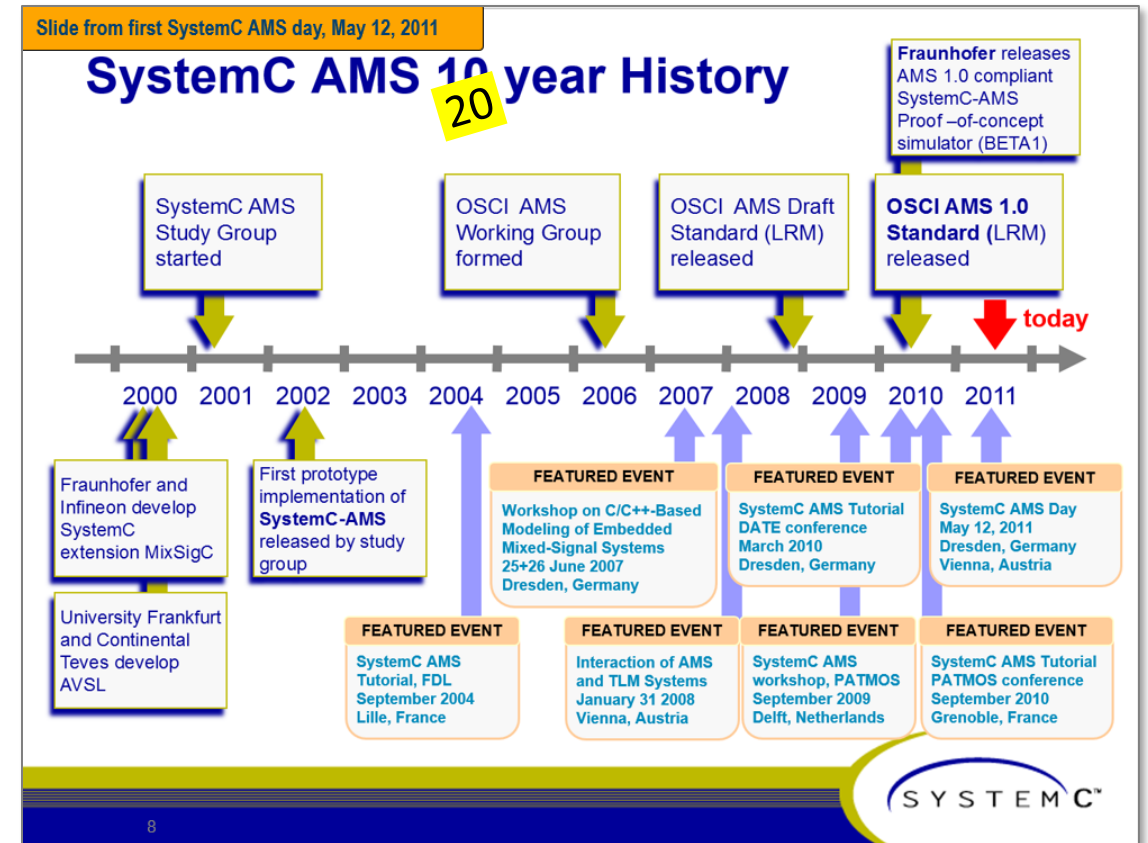 Slide from first SystemC AMS day, May 12, 2011
SystemC AMS 10 year History
20
Fraunhofer releases
AMS 1.0 compliant
SystemC-AMS
Proof –of-concept
simulator (BETA1)
SystemC AMS
Study Group
started
OSCI AMS
Working Group
formed
OSCI AMS Draft
Standard (LRM)
released
OSCI AMS 1.0
Standard (LRM)
released
today
2000 2001 2002 2003 2004 2005 2006 2007 2008 2009 2010 2011
Fraunhofer and
Infineon develop
SystemC
extension MixSigC
First prototype
implementation of
SystemC-AMS
released by study
group
FEATURED EVENT
Workshop on C/C++-Based
Modeling of Embedded
Mixed-Signal Systems
25+26 June 2007
Dresden, Germany
FEATURED EVENT
SystemC AMS Tutorial
DATE conference
March 2010
Dresden, Germany
FEATURED EVENT
SystemC AMS Day
May 12, 2011
Dresden, Germany
Vienna, Austria
University Frankfurt
and Continental
Teves develop
AVSL
FEATURED EVENT
SystemC AMS
Tutorial, FDL
September 2004
Lille, France
FEATURED EVENT
Interaction of AMS
and TLM Systems
January 31 2008
Vienna, Austria
FEATURED EVENT
SystemC AMS
workshop, PATMOS
September 2009
Delft, Netherlands
FEATURED EVENT
SystemC AMS Tutorial
PATMOS conference
September 2010
Grenoble, France
SYSTEMC™
8